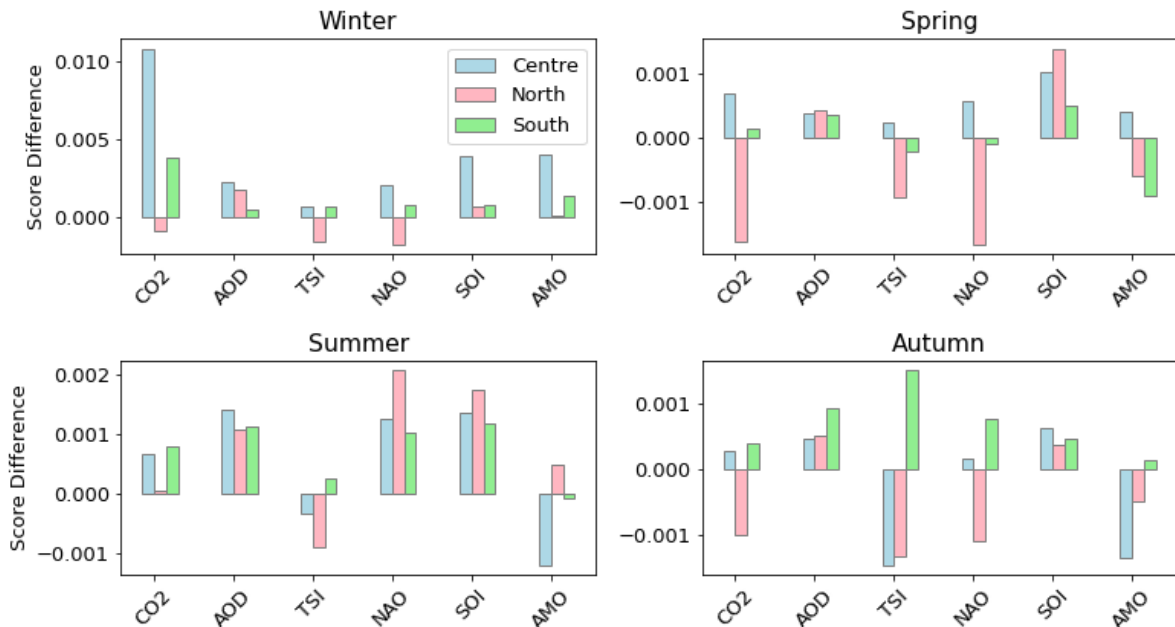 Winter
Score Difference
0.010
0.005
0.000
Centre
North
South
CO2 AOD TSI NAO SOI AMO
Spring
0.001
0.000
−0.001
CO2 AOD TSI NAO SOI AMO
Summer
Score Difference
0.002
0.001
0.000
−0.001
CO2 AOD TSI NAO SOI AMO
Autumn
0.001
0.000
−0.001
CO2 AOD TSI NAO SOI AMO